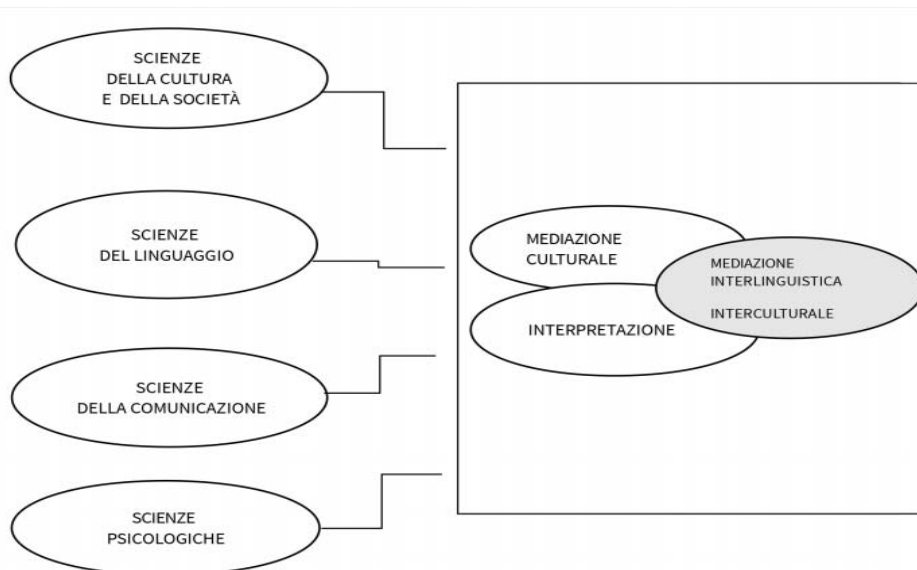 SCIENZE
DELLA CULTURA
E DELLA SOCIETÀ
SCIENZE
DEL LINGUAGGIO
SCIENZE
DELLA COMUNICAZIONE
SCIENZE
PSICOLOGICHE
MEDIAZIONE
CULTURALE
INTERPRETAZIONE
MEDIAZIONE
INTERLINGUISTICA
INTERCULTURALE